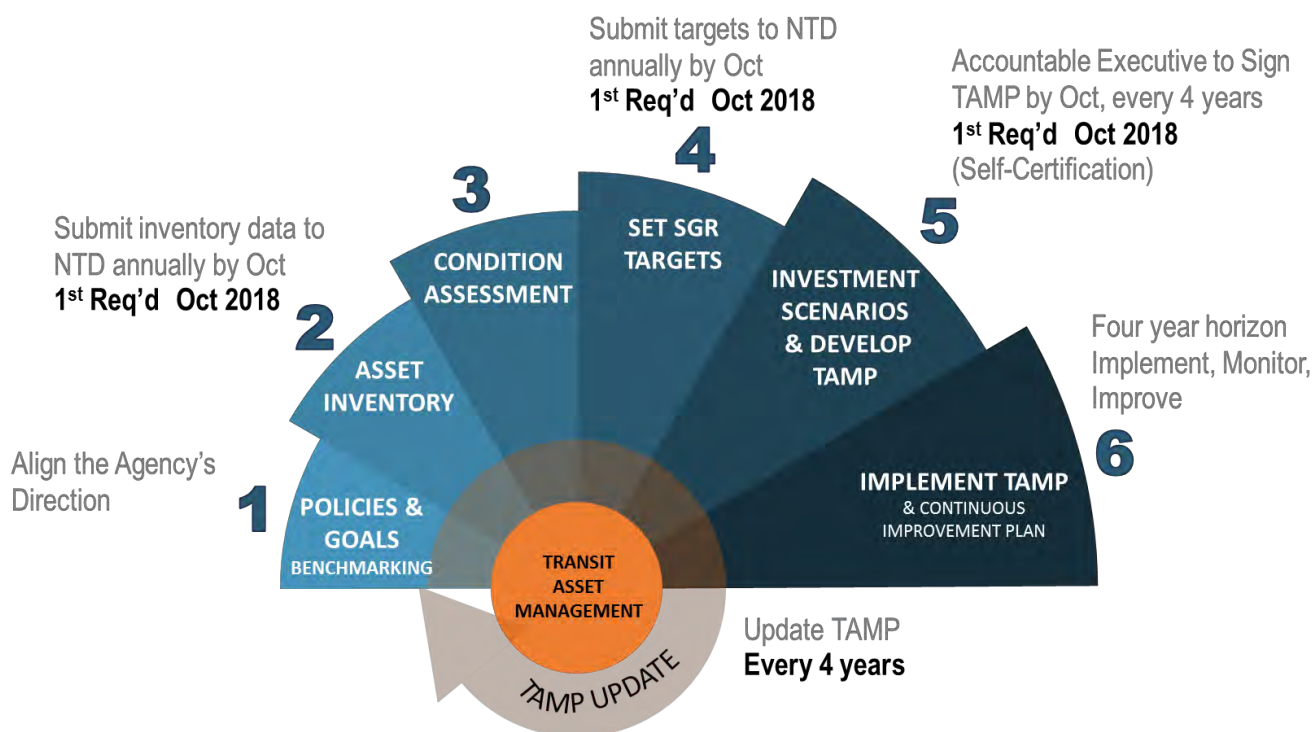 Submit targets to NTD
annually by Oct
1st Req'd Oct 2018
4
Accountable Executive to Sign
TAMP by Oct, every 4 years
1st Req'd Oct 2018
(Self-Certification)
5
3
Submit inventory data to
NTD annually by Oct
1st Req'd Oct 2018
2
Align the Agency's
Direction
1
Four year horizon
Implement, Monitor,
Improve
6
POLICIES &
GOALS
BENCHMARKING
ASSET
INVENTORY
CONDITION
ASSESSMENT
SET SGR
TARGETS
INVESTMENT
SCENARIOS
& DEVELOP
TAMP
IMPLEMENT TAMP
& CONTINUOUS
IMPROVEMENT PLAN
TRANSIT
ASSET
MANAGEMENT
TAMP UPDATE
Update TAMP
Every 4 years